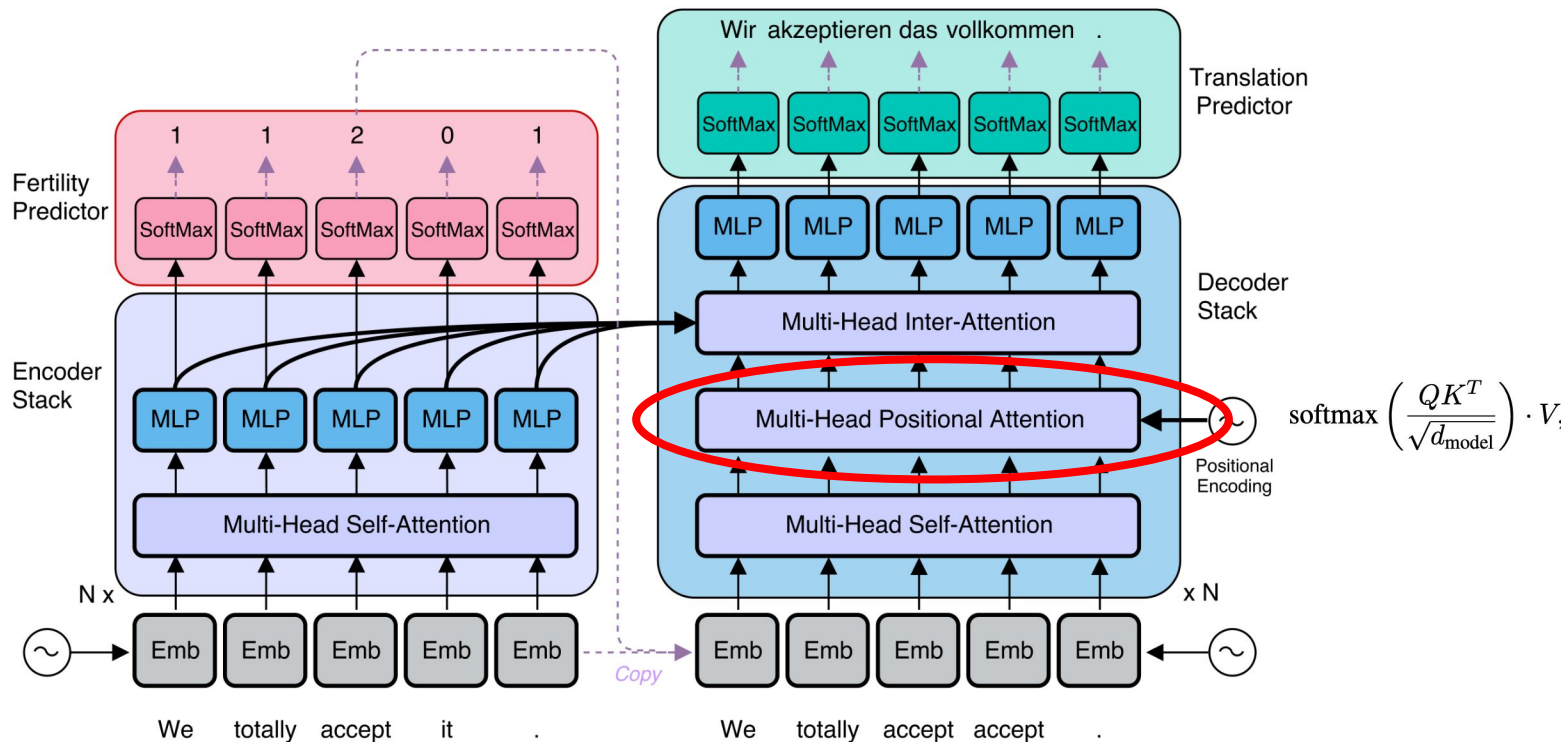 Wir akzeptieren das vollkommen .
Translation
Predictor
SoftMax SoftMax SoftMax SoftMax SoftMax
1 1 2 0 1
Fertility
Predictor
SoftMax SoftMax SoftMax SoftMax SoftMax
MLP MLP MLP MLP MLP
Decoder
Stack
Multi-Head Inter-Attention
Encoder
Stack
MLP MLP MLP MLP MLP
Multi-Head Positional Attention
softmax ( QK^T / √d_model ) · V,
Positional
Encoding
Multi-Head Self-Attention
Multi-Head Self-Attention
N x
x N
Emb Emb Emb Emb Emb
Copy
Emb Emb Emb Emb Emb
We totally accept it .
We totally accept accept .